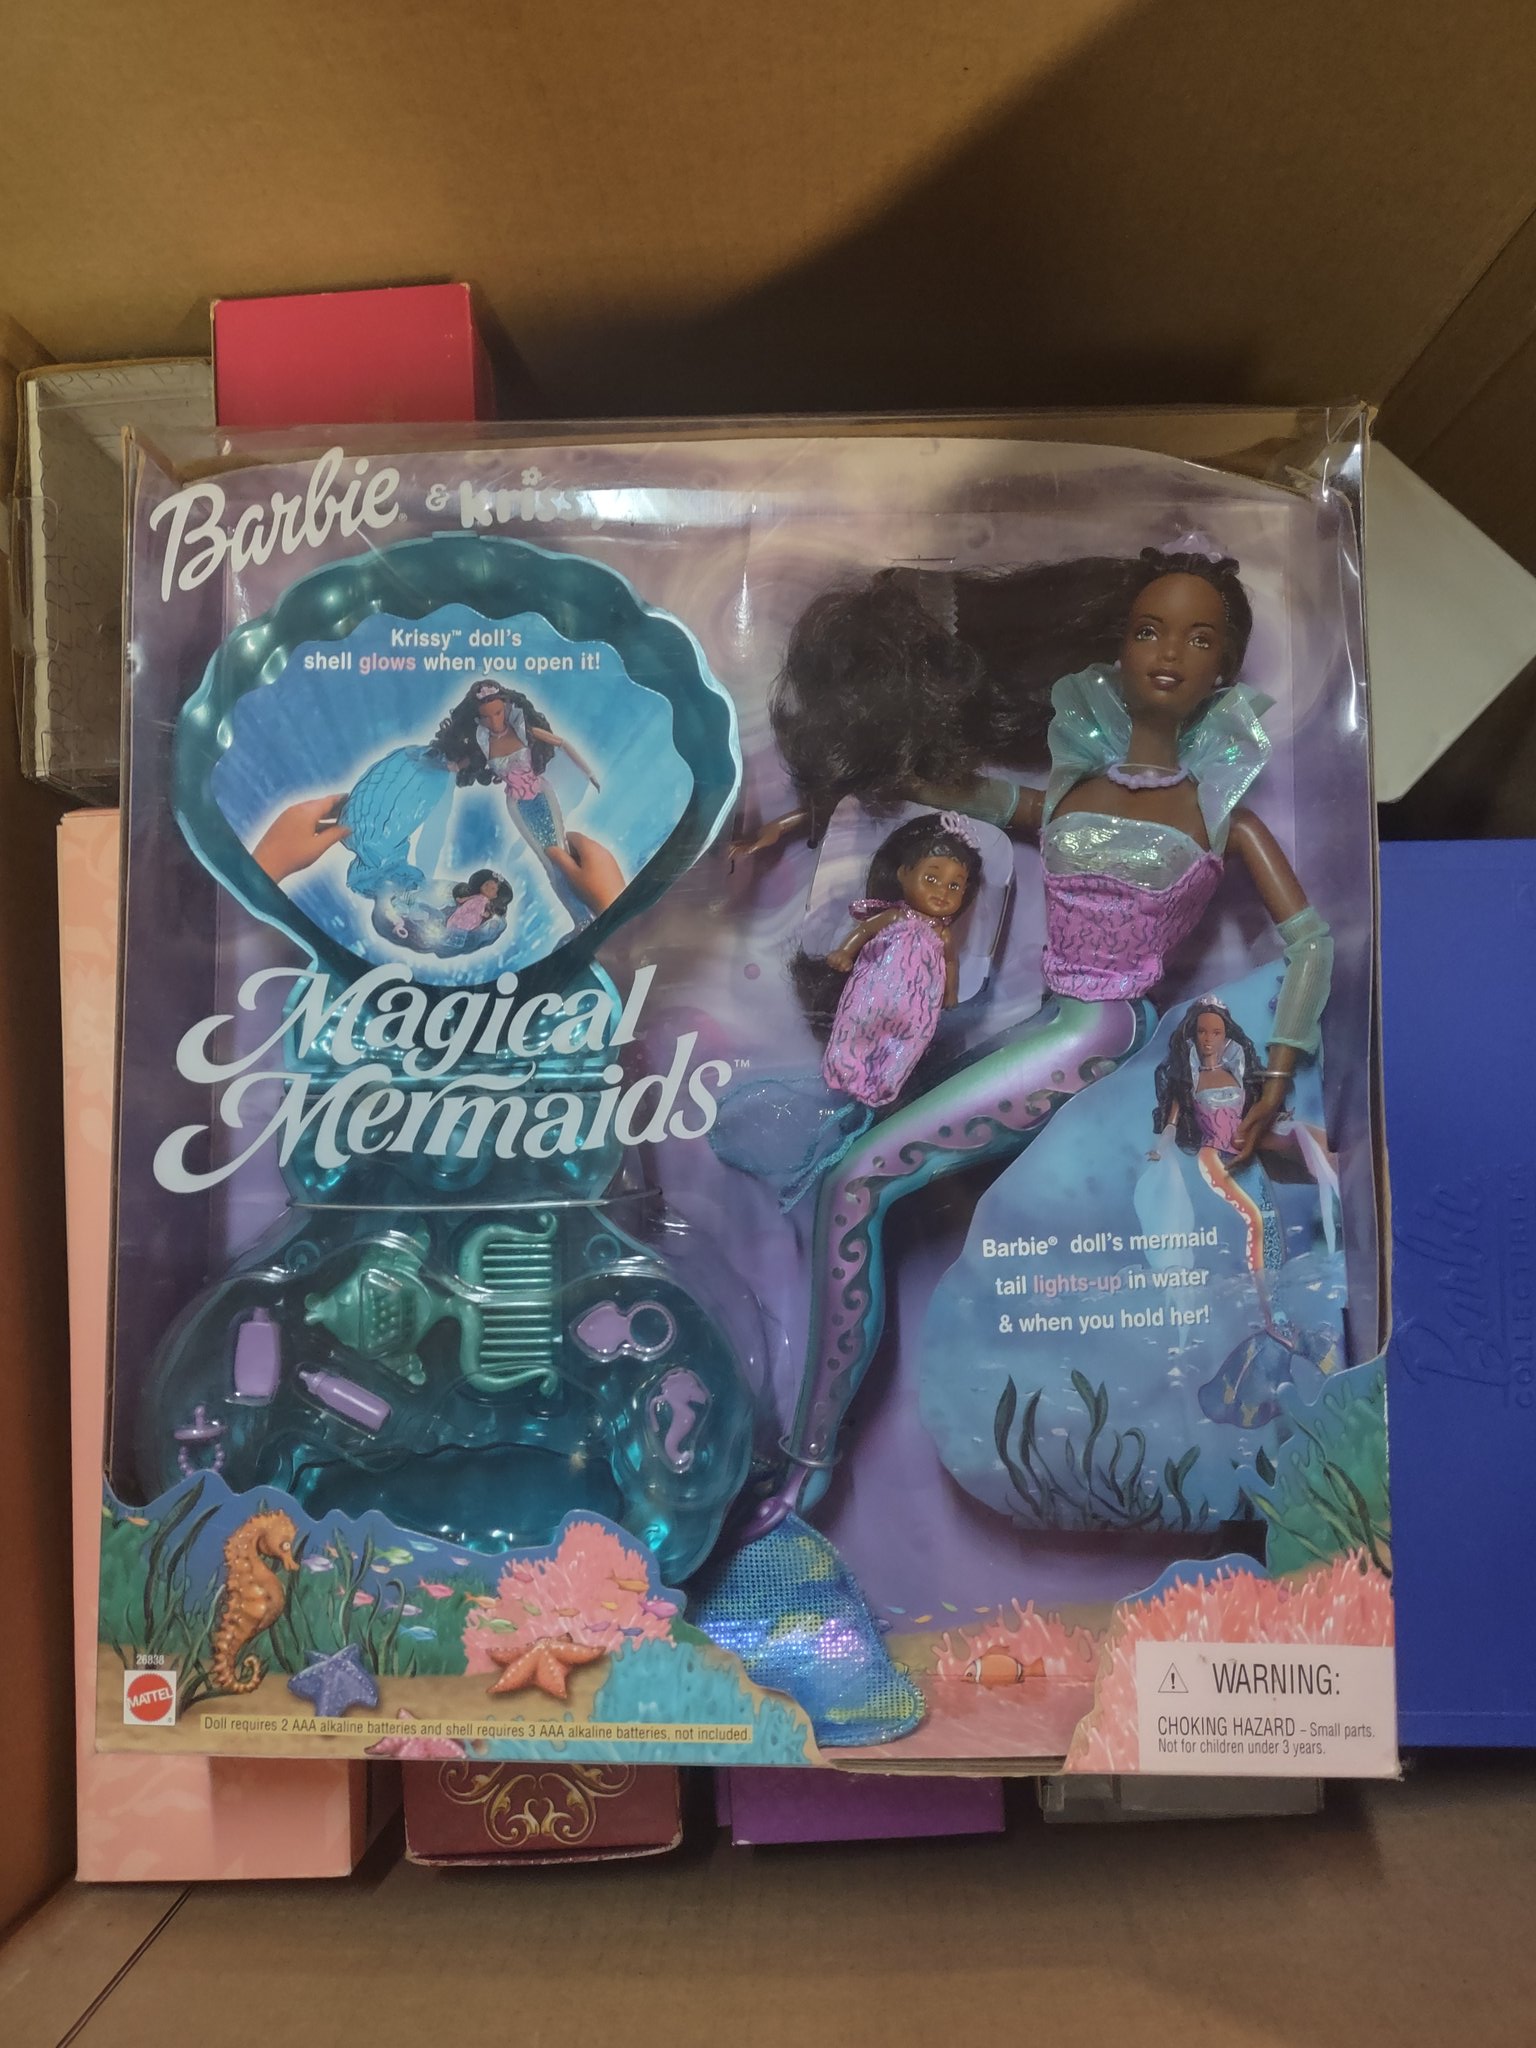 Barbie® & krissy
Krissy™ doll's
shell glows when you open it!
Magical
Mermaids™
Barbie® doll's mermaid
tail lights-up in water
& when you hold her!
26838
MATTEL
Doll requires 2 AAA alkaline batteries and shell requires 3 AAA alkaline batteries, not included.
WARNING:
CHOKING HAZARD – Small parts.
Not for children under 3 years.
Barbie